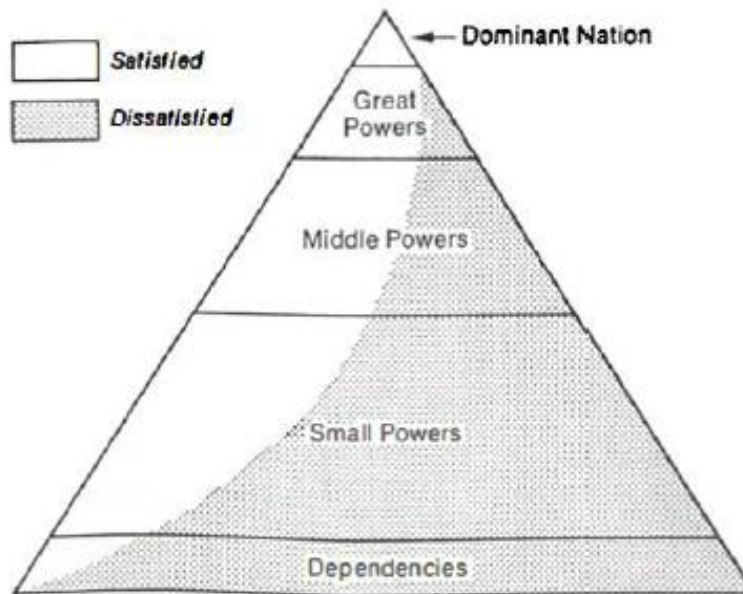 Dominant Nation
Satisfied
Dissatisfied
Great
Powers
Middle Powers
Small Powers
Dependencies